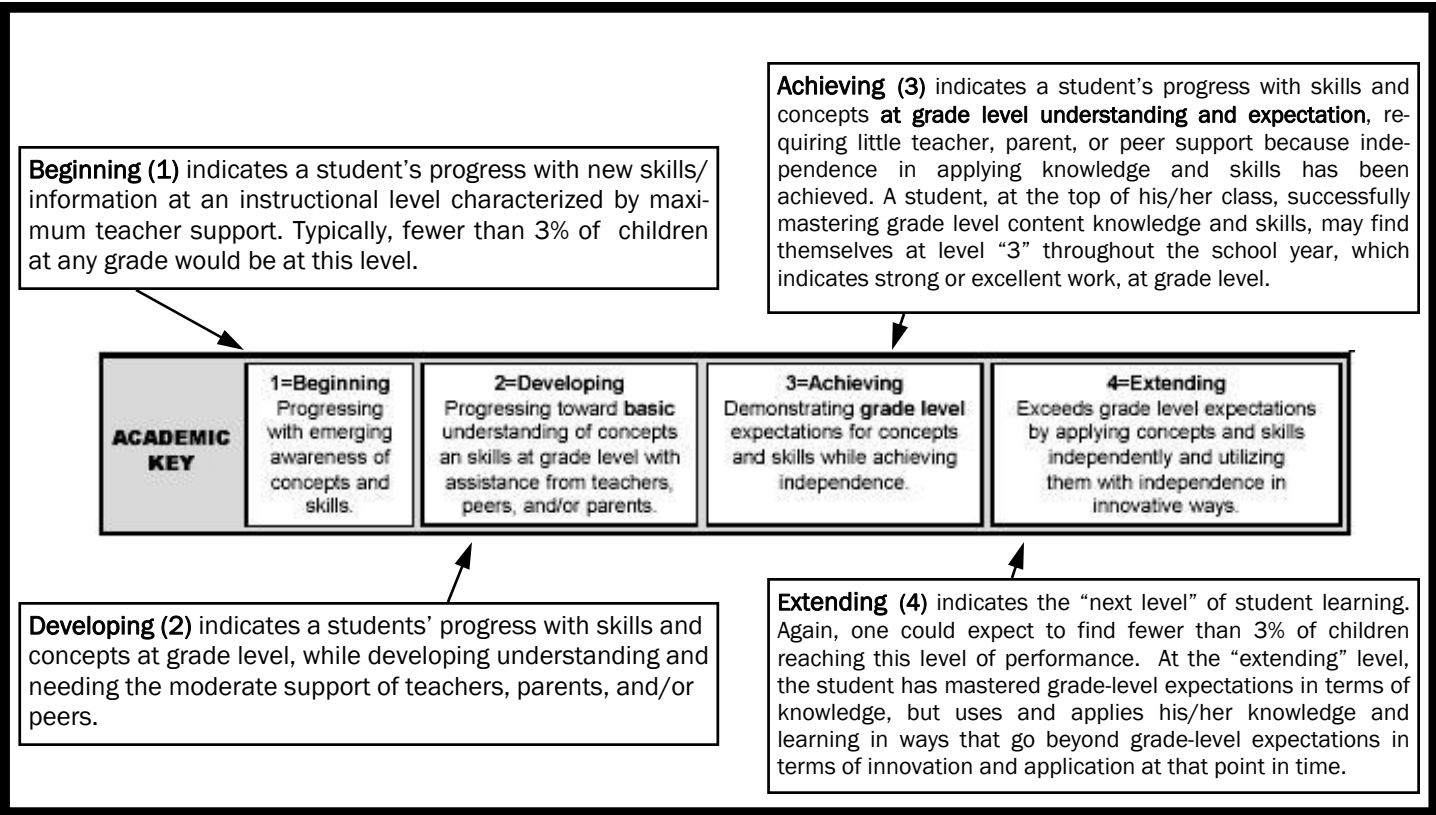 Beginning (1) indicates a student’s progress with new skills/
information at an instructional level characterized by maxi-
mum teacher support. Typically, fewer than 3% of children
at any grade would be at this level.
Achieving (3) indicates a student’s progress with skills and
concepts at grade level understanding and expectation, re-
quiring little teacher, parent, or peer support because inde-
pendence in applying knowledge and skills has been
achieved. A student, at the top of his/her class, successfully
mastering grade level content knowledge and skills, may find
themselves at level “3” throughout the school year, which
indicates strong or excellent work, at grade level.
ACADEMIC
KEY
1=Beginning
Progressing
with emerging
awareness of
concepts and
skills.
2=Developing
Progressing toward basic
understanding of concepts
an skills at grade level with
assistance from teachers,
peers, and/or parents.
3=Achieving
Demonstrating grade level
expectations for concepts
and skills while achieving
independence.
4=Extending
Exceeds grade level expectations
by applying concepts and skills
independently and utilizing
them with independence in
innovative ways.
Developing (2) indicates a students’ progress with skills and
concepts at grade level, while developing understanding and
needing the moderate support of teachers, parents, and/or
peers.
Extending (4) indicates the “next level” of student learning.
Again, one could expect to find fewer than 3% of children
reaching this level of performance. At the “extending” level,
the student has mastered grade-level expectations in terms of
knowledge, but uses and applies his/her knowledge and
learning in ways that go beyond grade-level expectations in
terms of innovation and application at that point in time.